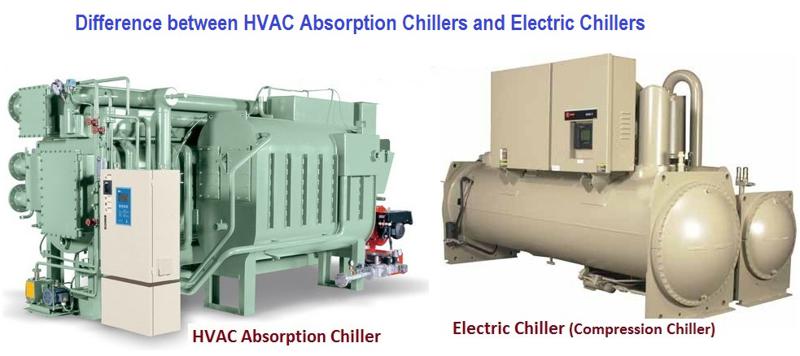 Difference between HVAC Absorption Chillers and Electric Chillers
HVAC Absorption Chiller
Electric Chiller (Compression Chiller)